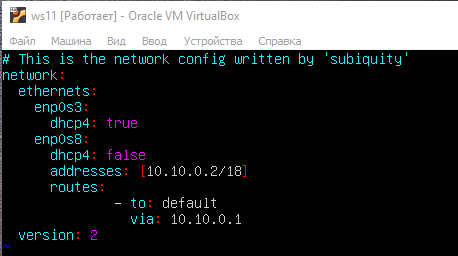 ws11 [Работает] - Oracle VM VirtualBox
Файл Машина Вид Ввод Устройства Справка
# This is the network config written by 'subiquity'
network:
  ethernets:
    enp0s3:
      dhcp4: true
    enp0s8:
      dhcp4: false
      addresses: [10.10.0.2/18]
      routes:
              - to: default
                via: 10.10.0.1
  version: 2
~